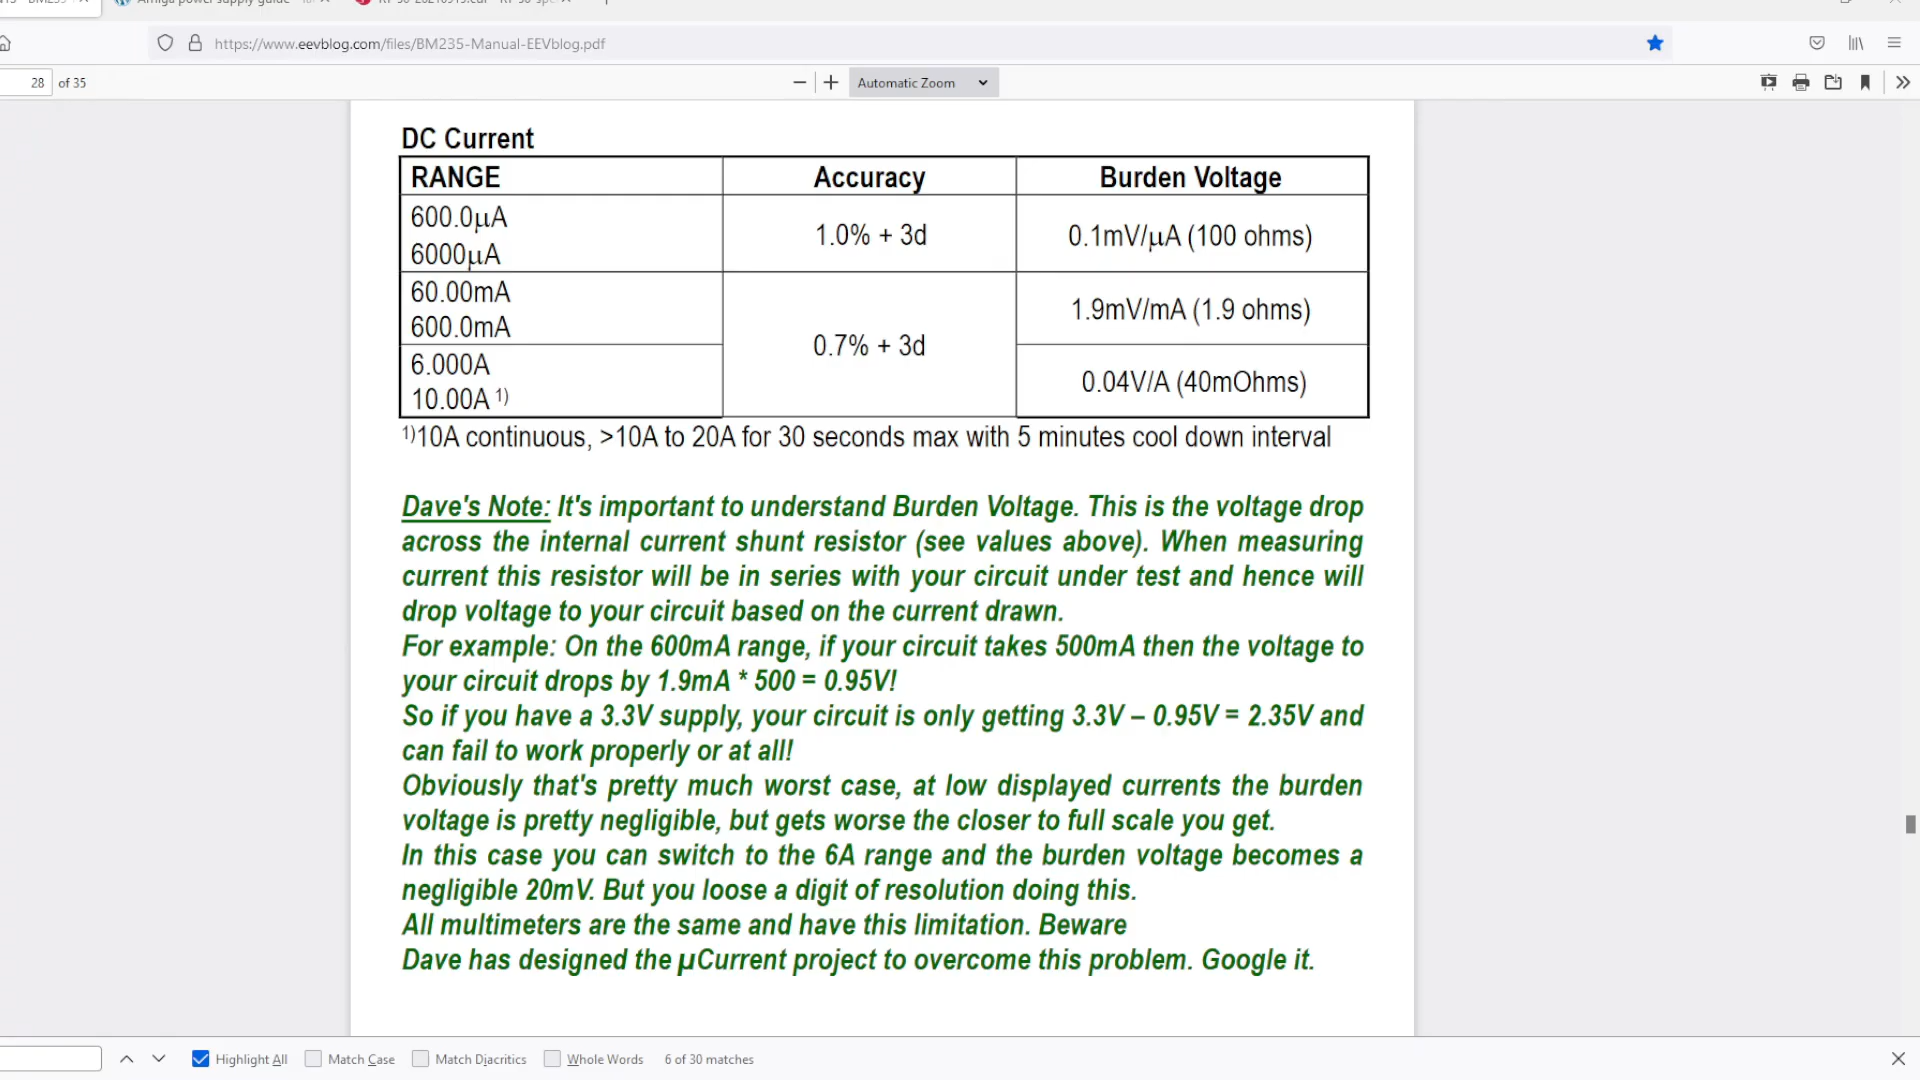 https://www.eevblog.com/files/BM235-Manual-EEVblog.pdf
28 of 35
Automatic Zoom
DC Current
RANGE Accuracy Burden Voltage
600.0µA
6000µA
1.0% + 3d
0.1mV/µA (100 ohms)
60.00mA
600.0mA
1.9mV/mA (1.9 ohms)
0.7% + 3d
6.000A
10.00A 1)
0.04V/A (40mOhms)
1)10A continuous, >10A to 20A for 30 seconds max with 5 minutes cool down interval
Dave's Note: It's important to understand Burden Voltage. This is the voltage drop
across the internal current shunt resistor (see values above). When measuring
current this resistor will be in series with your circuit under test and hence will
drop voltage to your circuit based on the current drawn.
For example: On the 600mA range, if your circuit takes 500mA then the voltage to
your circuit drops by 1.9mA * 500 = 0.95V!
So if you have a 3.3V supply, your circuit is only getting 3.3V – 0.95V = 2.35V and
can fail to work properly or at all!
Obviously that's pretty much worst case, at low displayed currents the burden
voltage is pretty negligible, but gets worse the closer to full scale you get.
In this case you can switch to the 6A range and the burden voltage becomes a
negligible 20mV. But you loose a digit of resolution doing this.
All multimeters are the same and have this limitation. Beware
Dave has designed the µCurrent project to overcome this problem. Google it.
Highlight All Match Case Match Diacritics Whole Words 6 of 30 matches